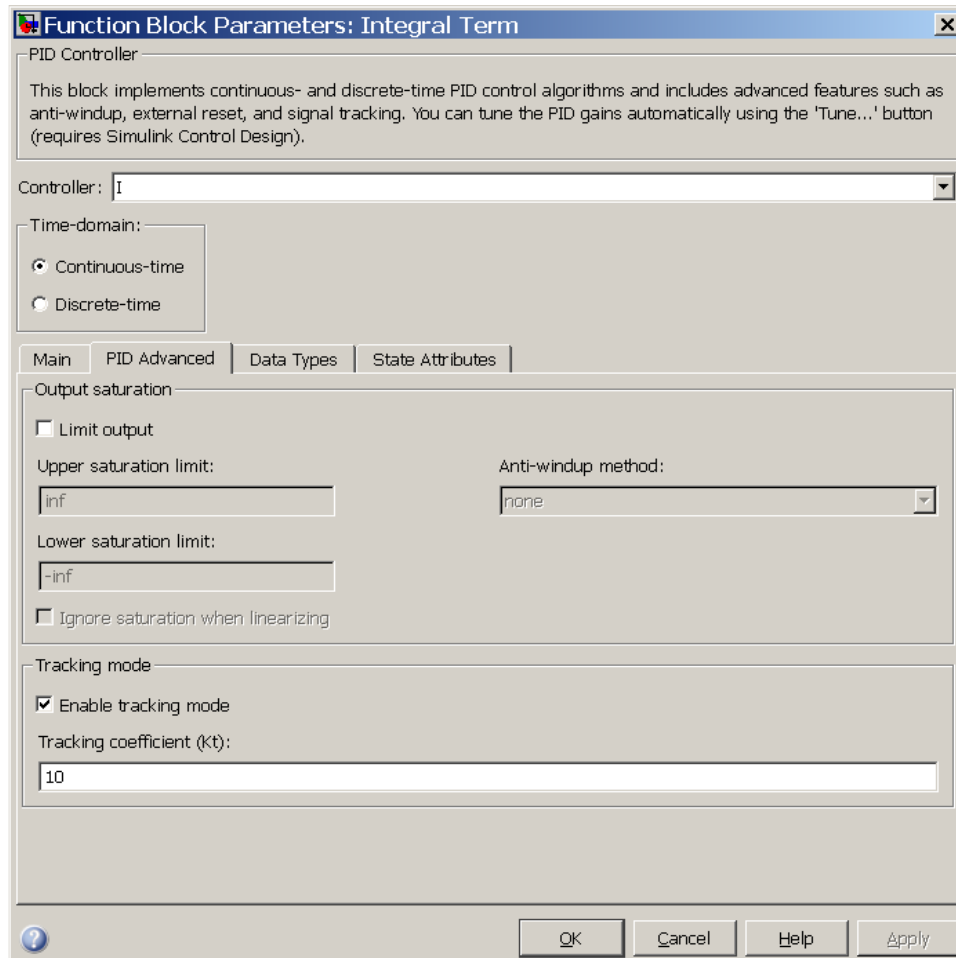 Function Block Parameters: Integral Term
PID Controller
This block implements continuous- and discrete-time PID control algorithms and includes advanced features such as
anti-windup, external reset, and signal tracking. You can tune the PID gains automatically using the 'Tune...' button
(requires Simulink Control Design).
Controller: I
Time-domain:
Continuous-time
Discrete-time
Main PID Advanced Data Types State Attributes
Output saturation
Limit output
Upper saturation limit: Anti-windup method:
inf none
Lower saturation limit:
-inf
Ignore saturation when linearizing
Tracking mode
Enable tracking mode
Tracking coefficient (Kt):
10
? OK Cancel Help Apply